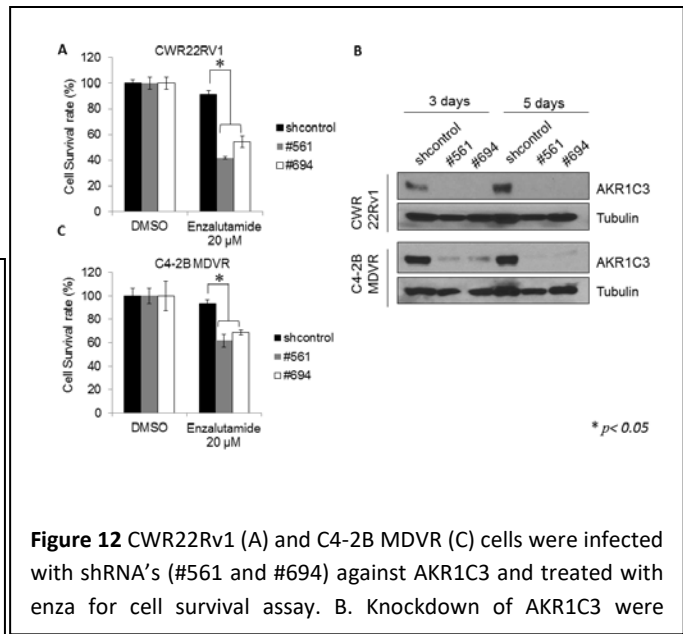 A
CWR22RV1
Cell Survival rate (%)
120
100
80
60
40
20
0
*
shcontrol
#561
#694
DMSO
Enzalutamide
20 µM
C
C4-2B MDVR
Cell Survival rate (%)
120
100
80
60
40
20
0
*
shcontrol
#561
#694
DMSO
Enzalutamide
20 µM
B
3 days
5 days
shcontrol
#561
#694
shcontrol
#561
#694
CWR
22Rv1
AKR1C3
Tubulin
C4-2B
MDVR
AKR1C3
Tubulin
* p< 0.05
Figure 12 CWR22Rv1 (A) and C4-2B MDVR (C) cells were infected
with shRNA's (#561 and #694) against AKR1C3 and treated with
enza for cell survival assay. B. Knockdown of AKR1C3 were